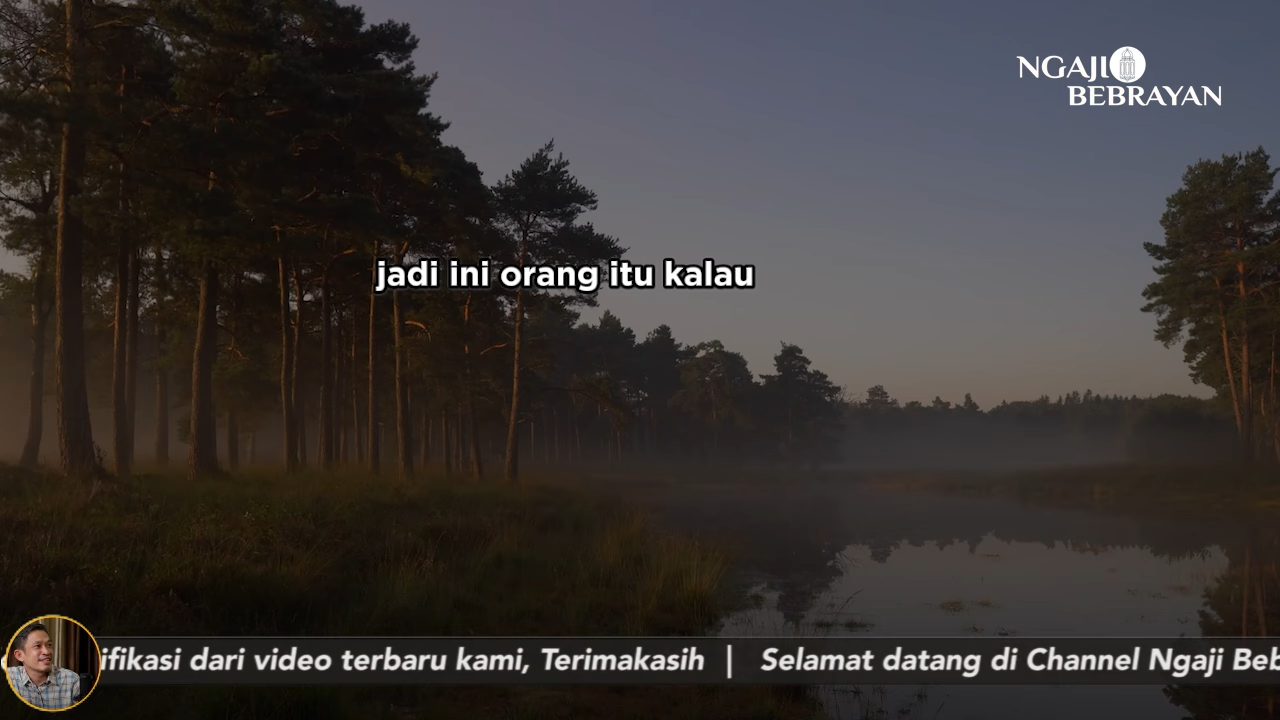 NGAJI
BEBRAYAN
jadi ini orang itu kalau
ifikasi dari video terbaru kami, Terimakasih | Selamat datang di Channel Ngaji Beb